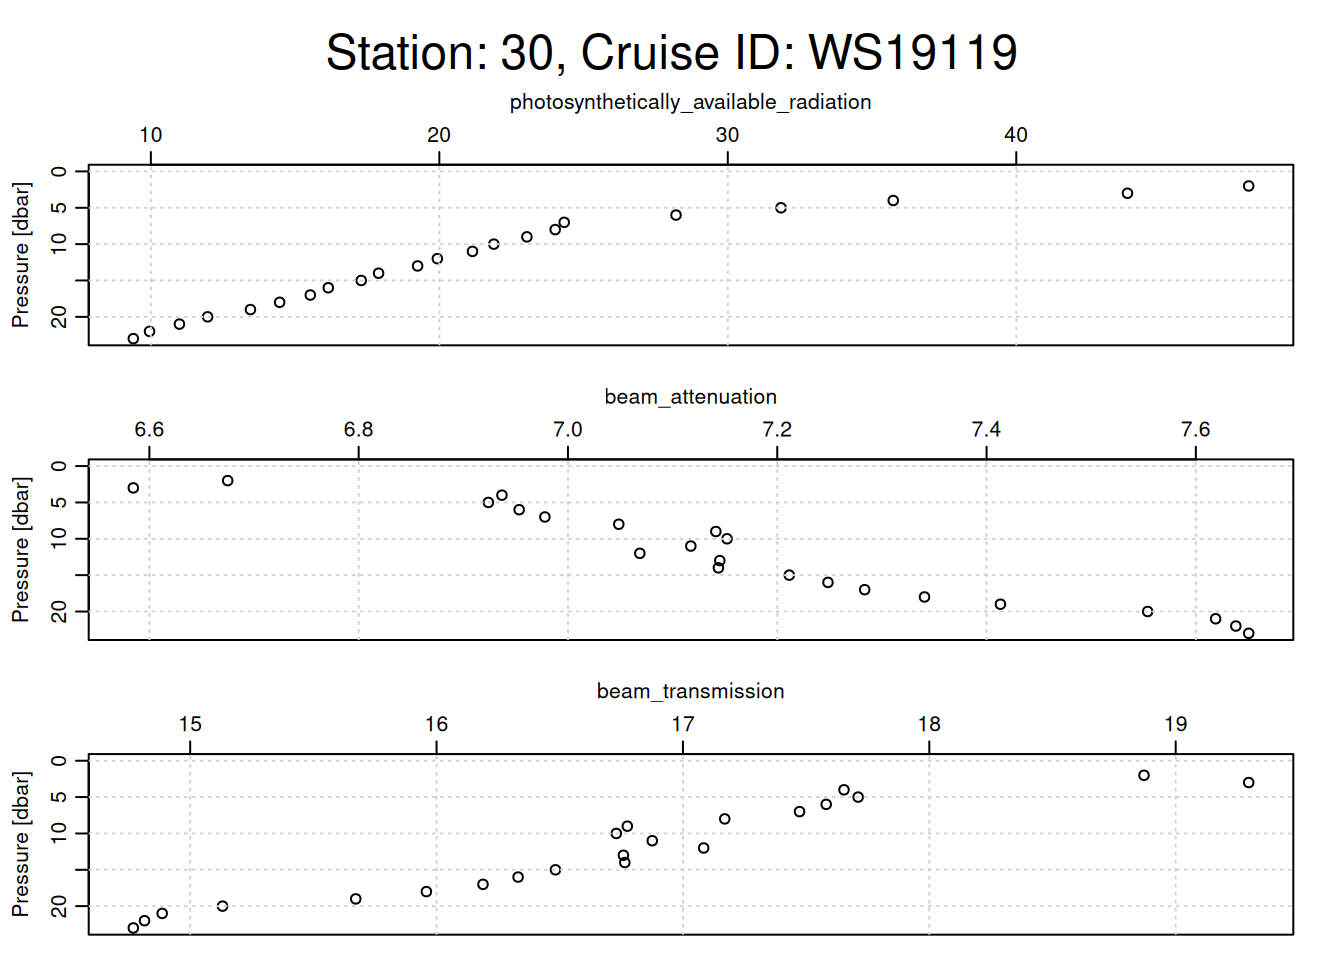 Station: 30, Cruise ID: WS19119
photosynthetically_available_radiation
10 20 30 40
Pressure [dbar]
0
5
10
20
beam_attenuation
6.6 6.8 7.0 7.2 7.4 7.6
Pressure [dbar]
0
5
10
20
beam_transmission
15 16 17 18 19
Pressure [dbar]
0
5
10
20